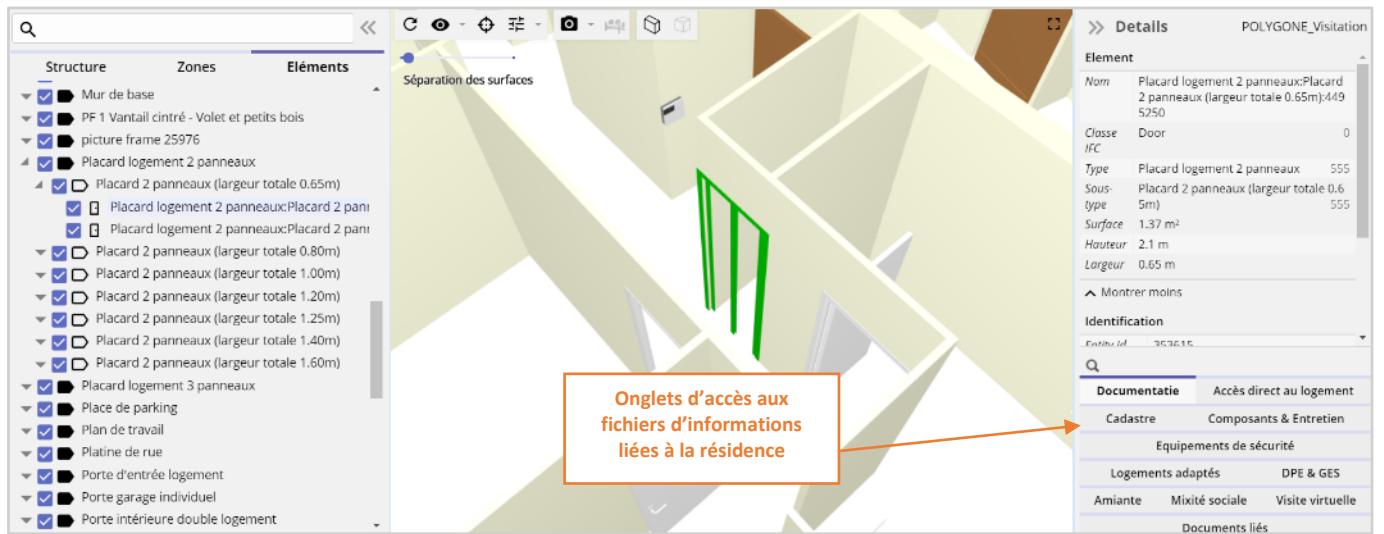 Structure Zones Eléments
Mur de base
PF 1 Vantail cintré - Volet et petits bois
picture frame 25976
Placard logement 2 panneaux
Placard 2 panneaux (largeur totale 0.65m)
Placard logement 2 panneaux:Placard 2 pani
Placard logement 2 panneaux:Placard 2 pani
Placard 2 panneaux (largeur totale 0.80m)
Placard 2 panneaux (largeur totale 1.00m)
Placard 2 panneaux (largeur totale 1.20m)
Placard 2 panneaux (largeur totale 1.25m)
Placard 2 panneaux (largeur totale 1.40m)
Placard 2 panneaux (largeur totale 1.60m)
Placard logement 3 panneaux
Place de parking
Plan de travail
Platine de rue
Porte d'entrée logement
Porte garage individuel
Porte intérieure double logement
Séparation des surfaces
Onglets d'accès aux
fichiers d'informations
liées à la résidence
Details POLYGONE_Visitation
Element
Nom Placard logement 2 panneaux:Placard
2 panneaux (largeur totale 0.65m):449
5250
Classe Door 0
IFC
Type Placard logement 2 panneaux 555
Sous- Placard 2 panneaux (largeur totale 0.6
type 5m) 555
Surface 1.37 m²
Hauteur 2.1 m
Largeur 0.65 m
Montrer moins
Identification
Entity id 353615
Documentatie Accès direct au logement
Cadastre Composants & Entretien
Equipements de sécurité
Logements adaptés DPE & GES
Amiante Mixité sociale Visite virtuelle
Documents liés